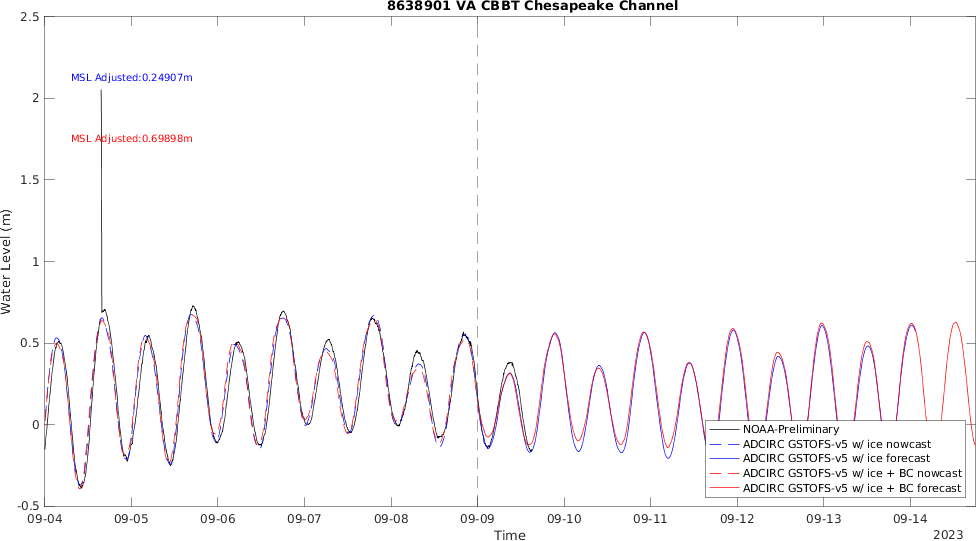 8638901 VA CBBT Chesapeake Channel
2.5
2
1.5
1
0.5
0
-0.5
Water Level (m)
MSL Adjusted:0.24907m
MSL Adjusted:0.69898m
NOAA-Preliminary
ADCIRC GSTOFS-v5 w/ ice nowcast
ADCIRC GSTOFS-v5 w/ ice forecast
ADCIRC GSTOFS-v5 w/ ice + BC nowcast
ADCIRC GSTOFS-v5 w/ ice + BC forecast
09-04 09-05 09-06 09-07 09-08 09-09 09-10 09-11 09-12 09-13 09-14
Time
2023